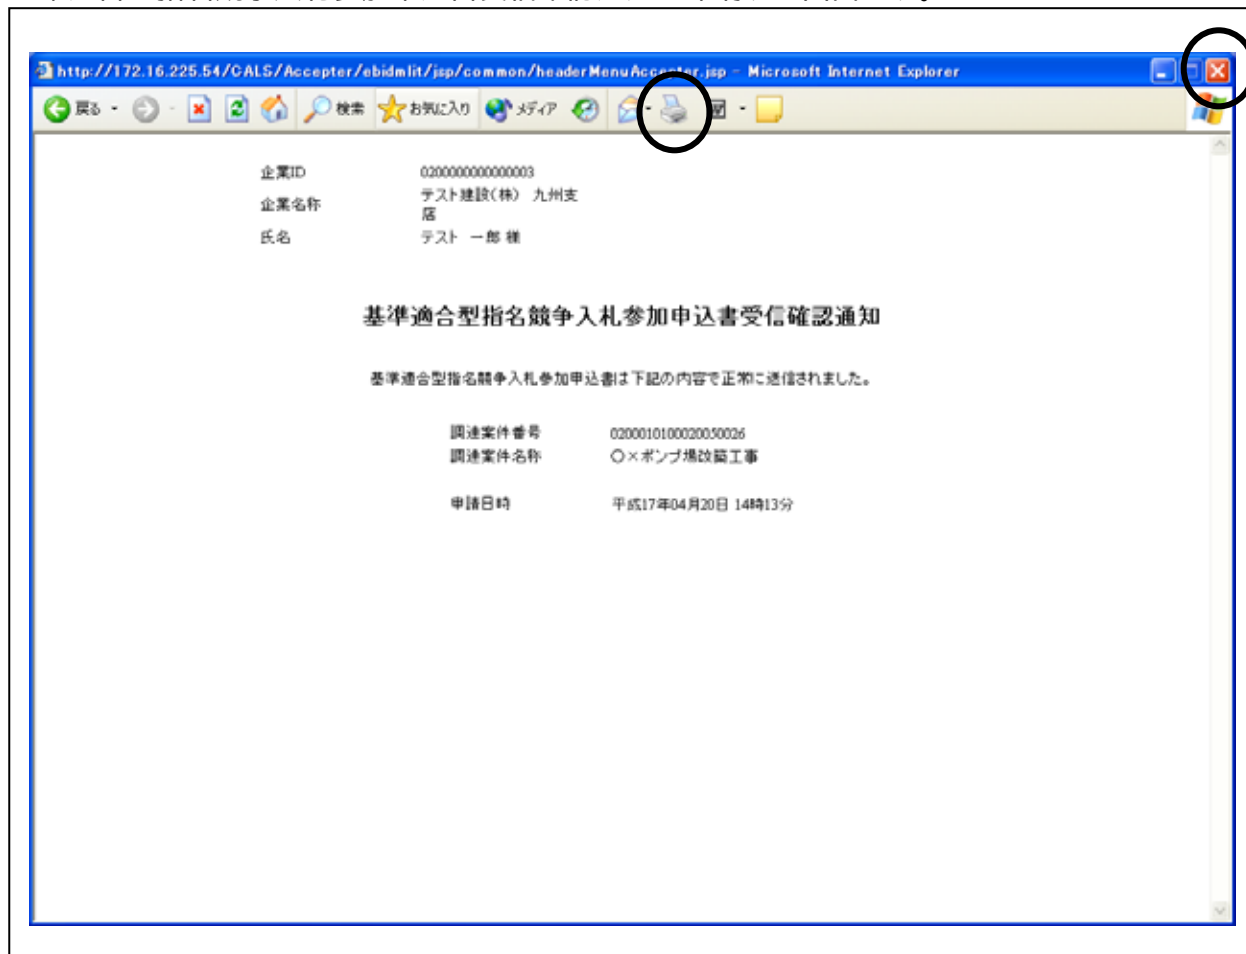 http://172.16.225.54/CALS/Accepter/ebidmlit/jsp/common/headerMenuAccepter.jsp - Microsoft Internet Explorer
戻る 検索 お気に入り メディア
企業ID 0200000000000003
企業名称 テスト建設(株) 九州支
店
氏名 テスト 一郎 様
基準適合型指名競争入札参加申込書受信確認通知
基準適合型指名競争入札参加申込書は下記の内容で正常に送信されました。
調達案件番号 0200010100020050026
調達案件名称 〇×ポンプ場改築工事
申請日時 平成17年04月20日 14時13分